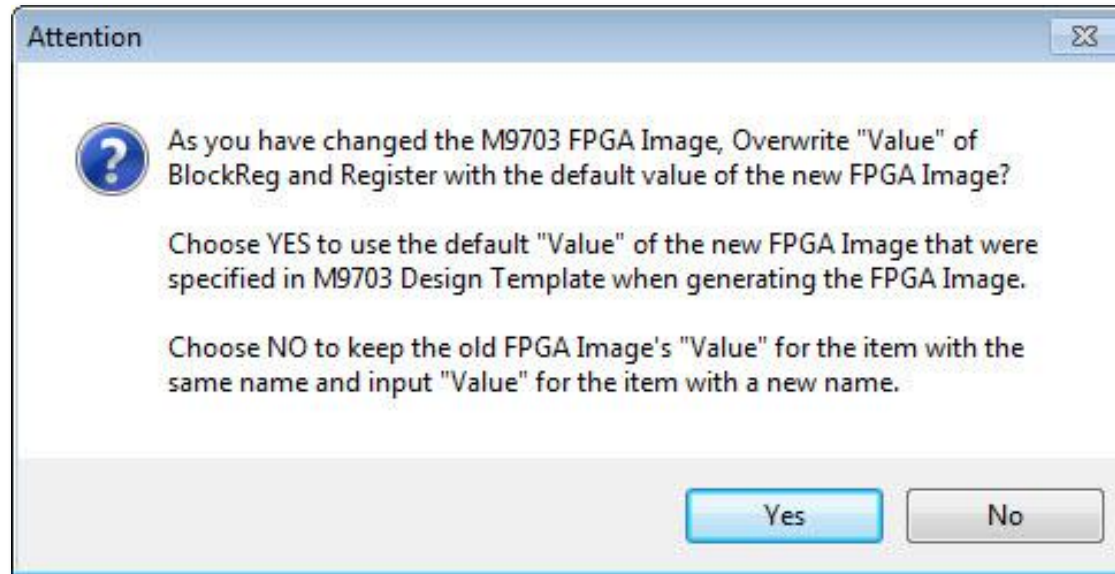 Attention
As you have changed the M9703 FPGA Image, Overwrite "Value" of
BlockReg and Register with the default value of the new FPGA Image?
Choose YES to use the default "Value" of the new FPGA Image that were
specified in M9703 Design Template when generating the FPGA Image.
Choose NO to keep the old FPGA Image's "Value" for the item with the
same name and input "Value" for the item with a new name.
Yes
No